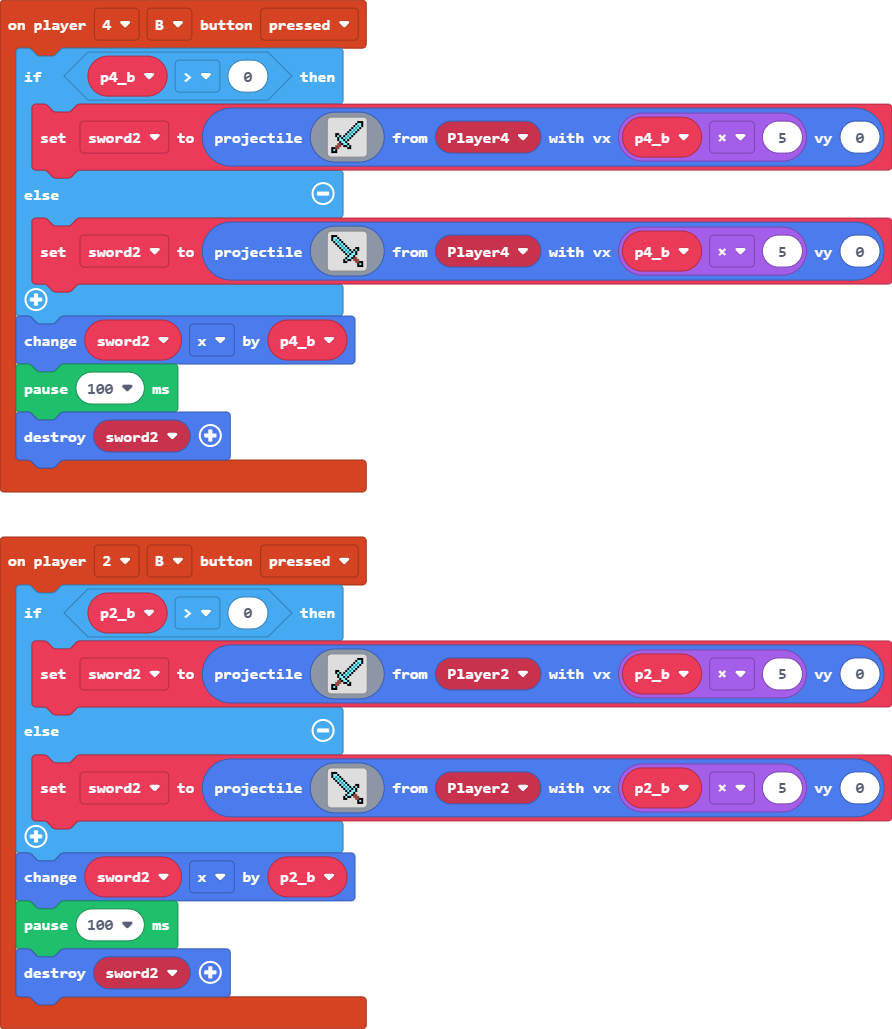 on player 4 B button pressed
if p4_b > 0 then
set sword2 to projectile from Player4 with vx p4_b × 5 vy 0
else
set sword2 to projectile from Player4 with vx p4_b × 5 vy 0
change sword2 x by p4_b
pause 100 ms
destroy sword2
on player 2 B button pressed
if p2_b > 0 then
set sword2 to projectile from Player2 with vx p2_b × 5 vy 0
else
set sword2 to projectile from Player2 with vx p2_b × 5 vy 0
change sword2 x by p2_b
pause 100 ms
destroy sword2